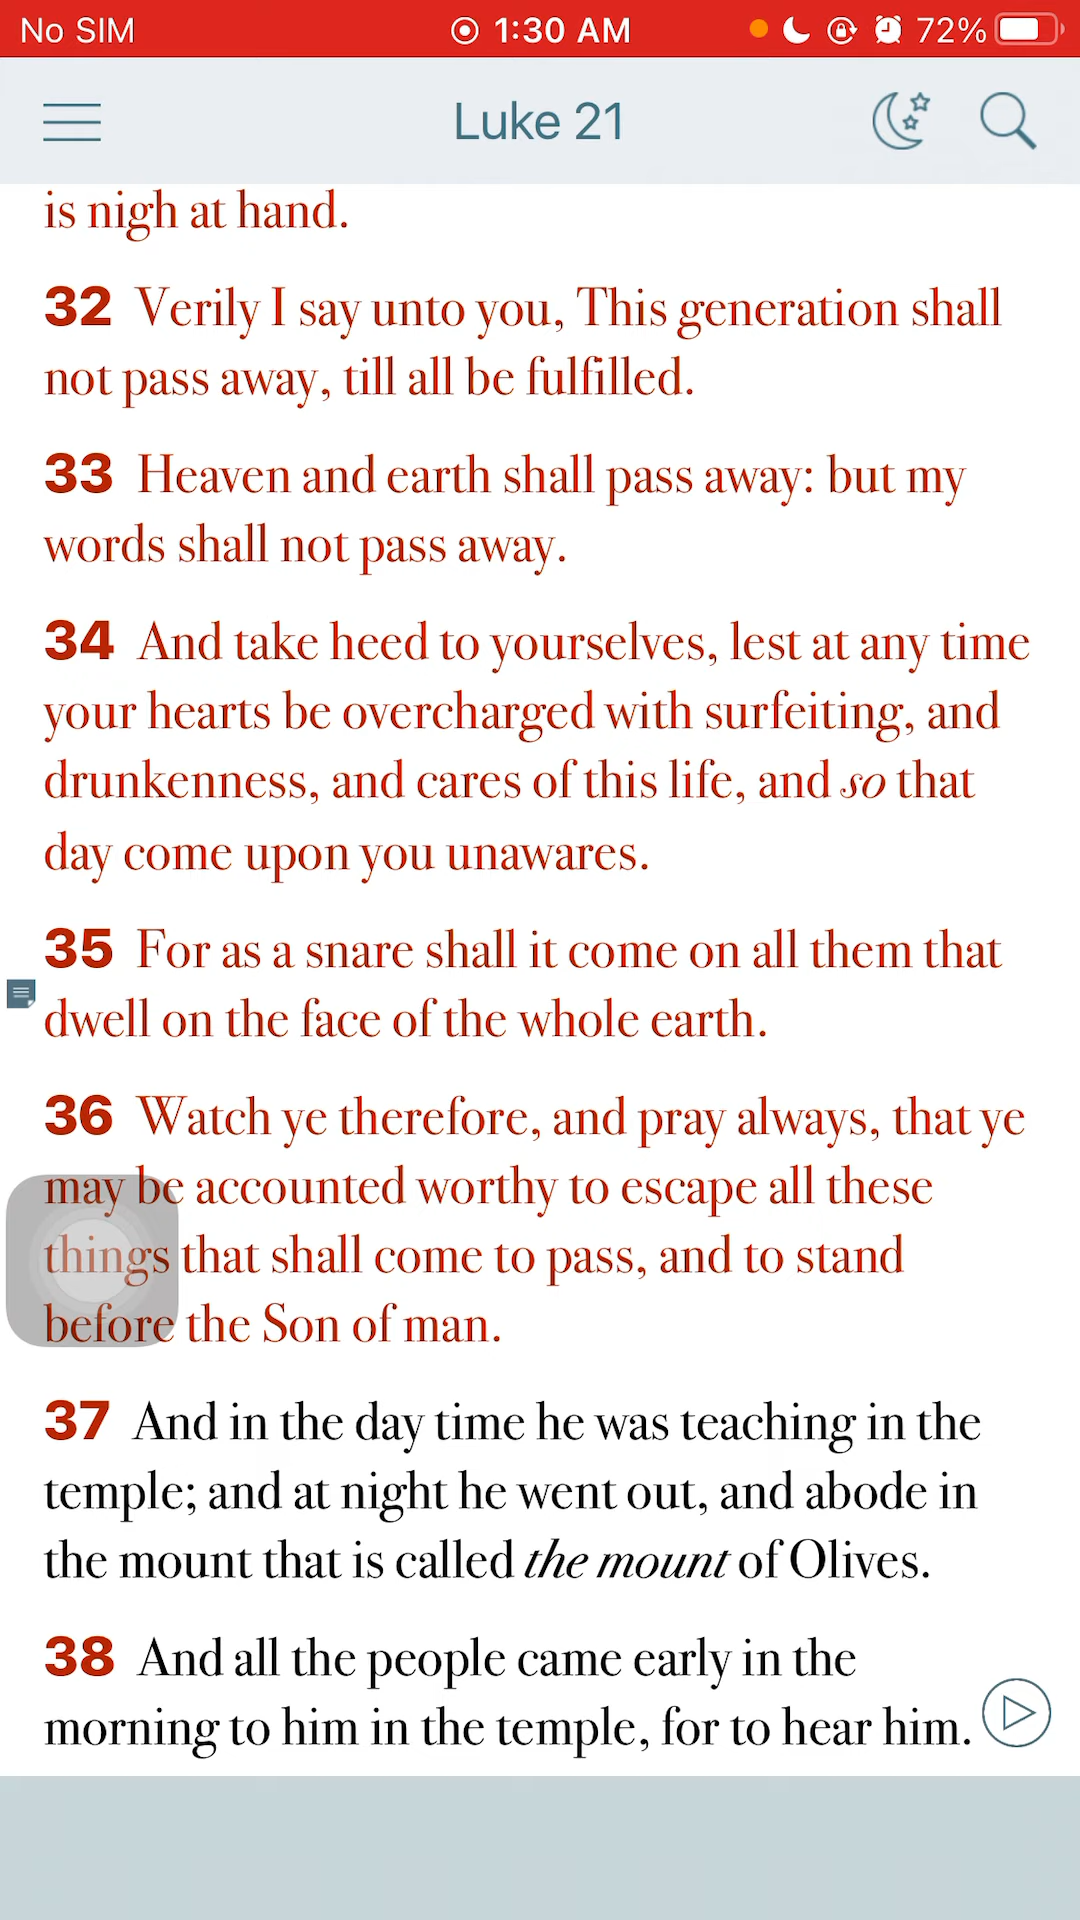 No SIM 1:30 AM 72%
Luke 21
is nigh at hand.
32 Verily I say unto you, This generation shall
not pass away, till all be fulfilled.
33 Heaven and earth shall pass away: but my
words shall not pass away.
34 And take heed to yourselves, lest at any time
your hearts be overcharged with surfeiting, and
drunkenness, and cares of this life, and so that
day come upon you unawares.
35 For as a snare shall it come on all them that
dwell on the face of the whole earth.
36 Watch ye therefore, and pray always, that ye
may be accounted worthy to escape all these
things that shall come to pass, and to stand
before the Son of man.
37 And in the day time he was teaching in the
temple; and at night he went out, and abode in
the mount that is called the mount of Olives.
38 And all the people came early in the
morning to him in the temple, for to hear him.